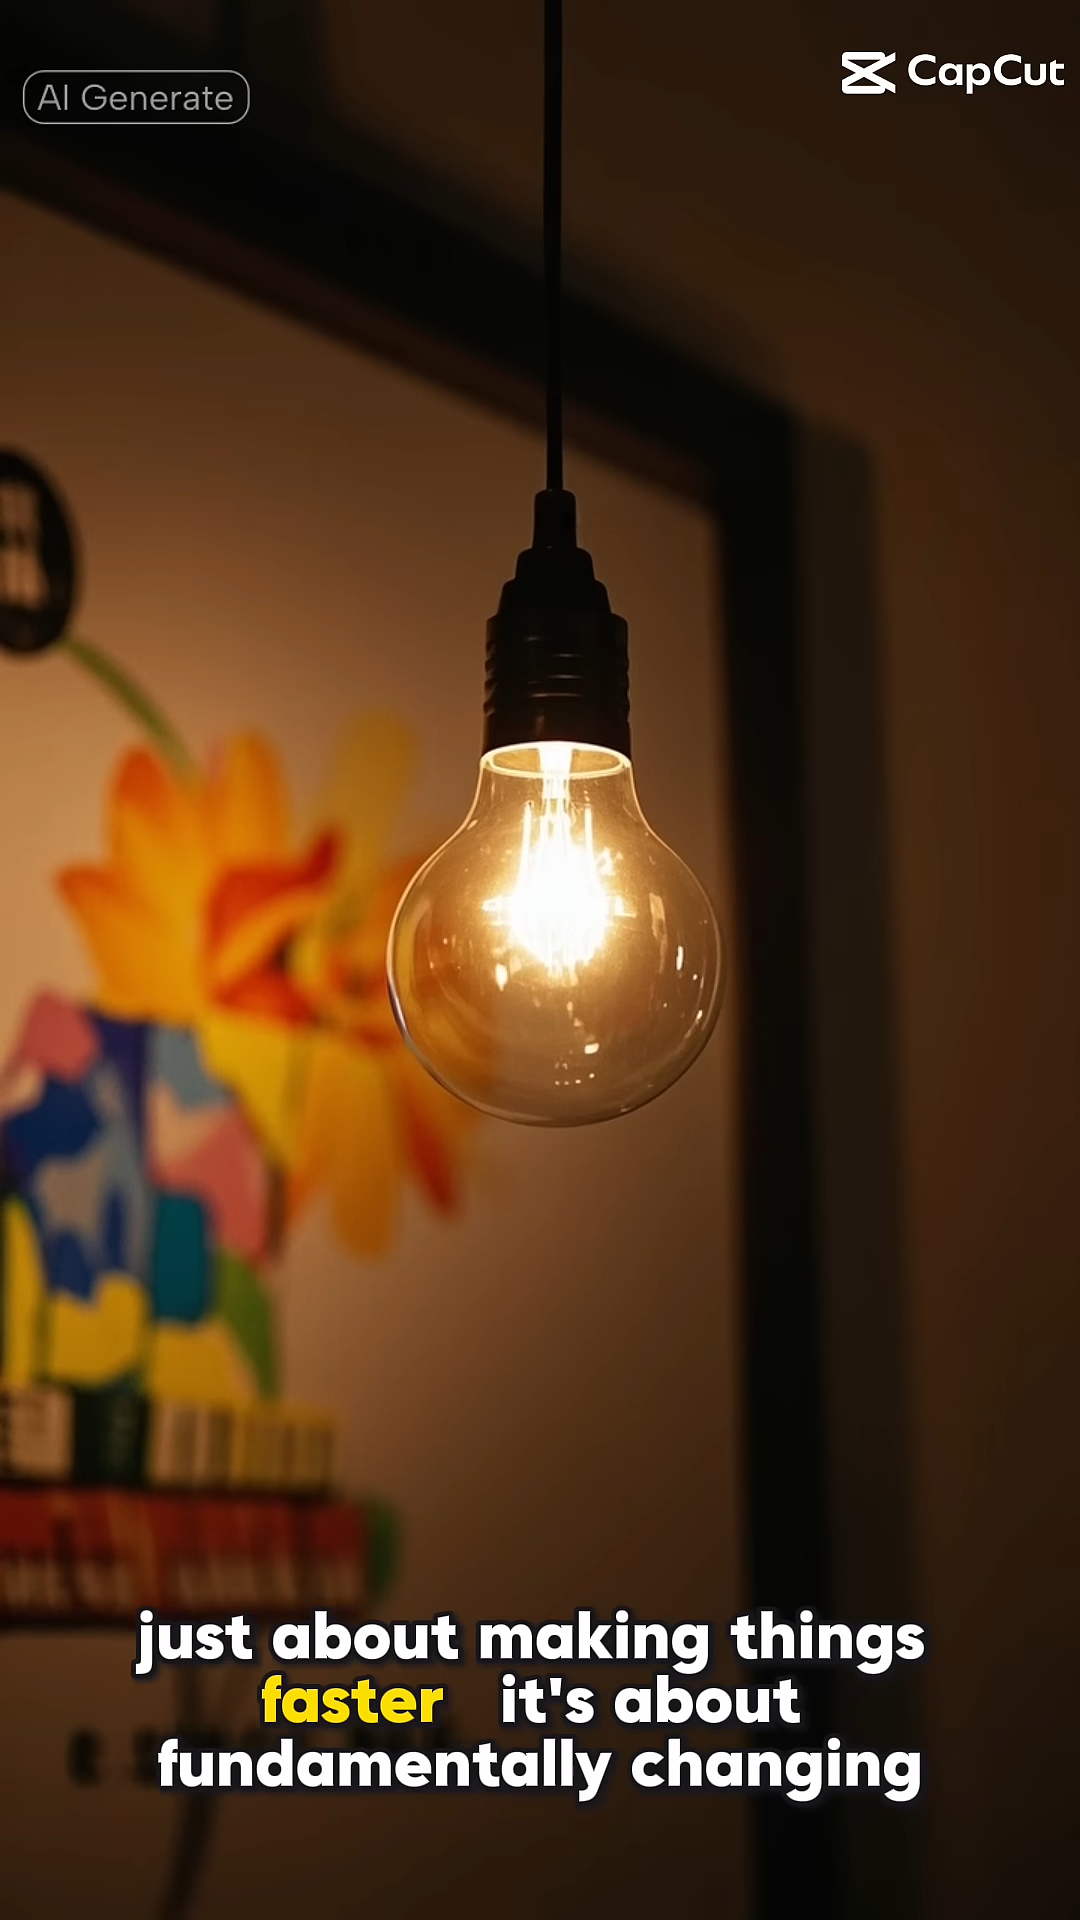 AI Generate
CapCut
just about making things
faster it's about
fundamentally changing